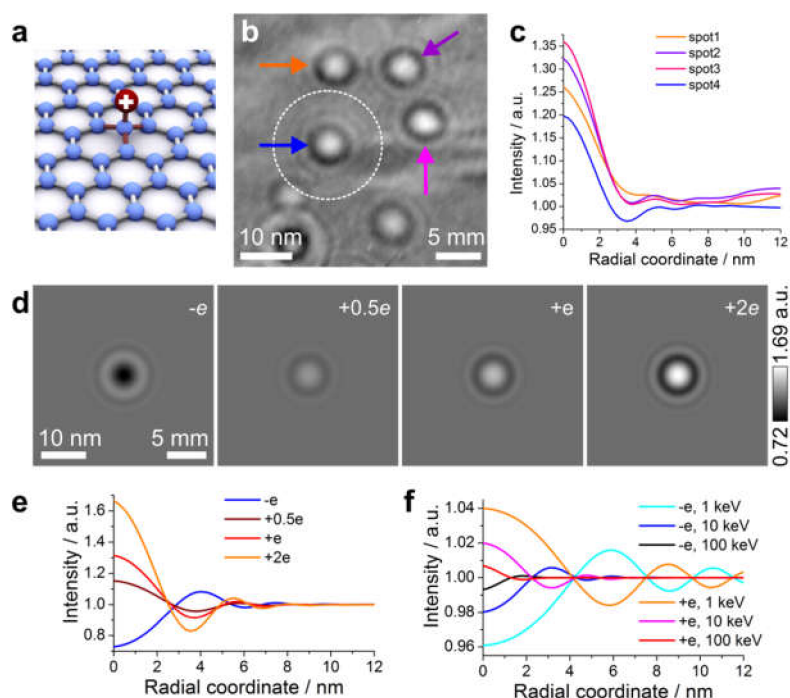 a
+
b
10 nm
5 mm
c
Intensity / a.u.
1.35
1.30
1.25
1.20
1.15
1.10
1.05
1.00
0.95
spot1
spot2
spot3
spot4
0 2 4 6 8 10 12
Radial coordinate / nm
d
-e
+0.5e
+e
+2e
10 nm
5 mm
0.72
1.69 a.u.
e
Intensity / a.u.
1.6
1.4
1.2
1.0
0.8
-e
+0.5e
+e
+2e
0 2 4 6 8 10 12
Radial coordinate / nm
f
Intensity / a.u.
1.04
1.02
1.00
0.98
0.96
-e, 1 keV
-e, 10 keV
-e, 100 keV
+e, 1 keV
+e, 10 keV
+e, 100 keV
0 2 4 6 8 10 12
Radial coordinate / nm